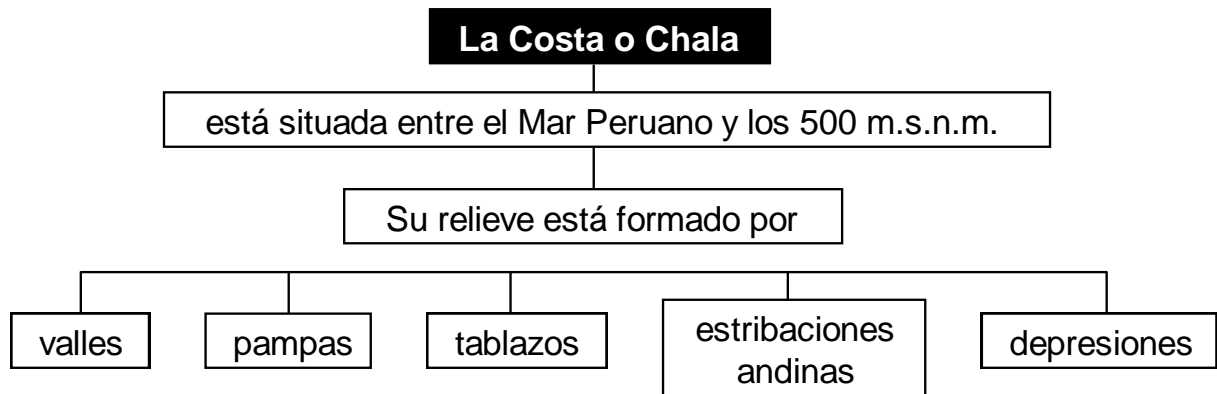 La Costa o Chala
está situada entre el Mar Peruano y los 500 m.s.n.m.
Su relieve está formado por
valles
pampas
tablazos
estribaciones
andinas
depresiones